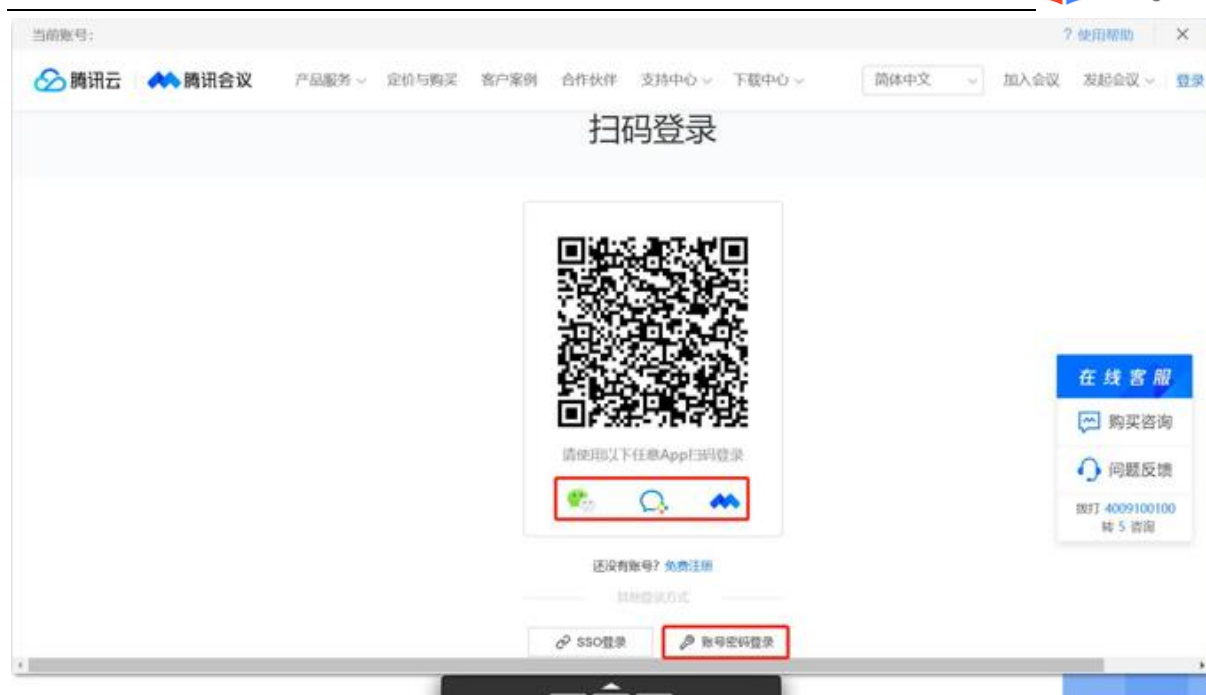 当前账号:
? 使用帮助 ×
腾讯云 腾讯会议 产品服务 定价与购买 客户案例 合作伙伴 支持中心 下载中心 简体中文 加入会议 发起会议 登录
扫码登录
请使用以下任意App扫码登录
还没有账号? 免费注册
其他登录方式
SSO登录 账号密码登录
在线客服
购买咨询
问题反馈
拨打 4009100100
转 5 咨询